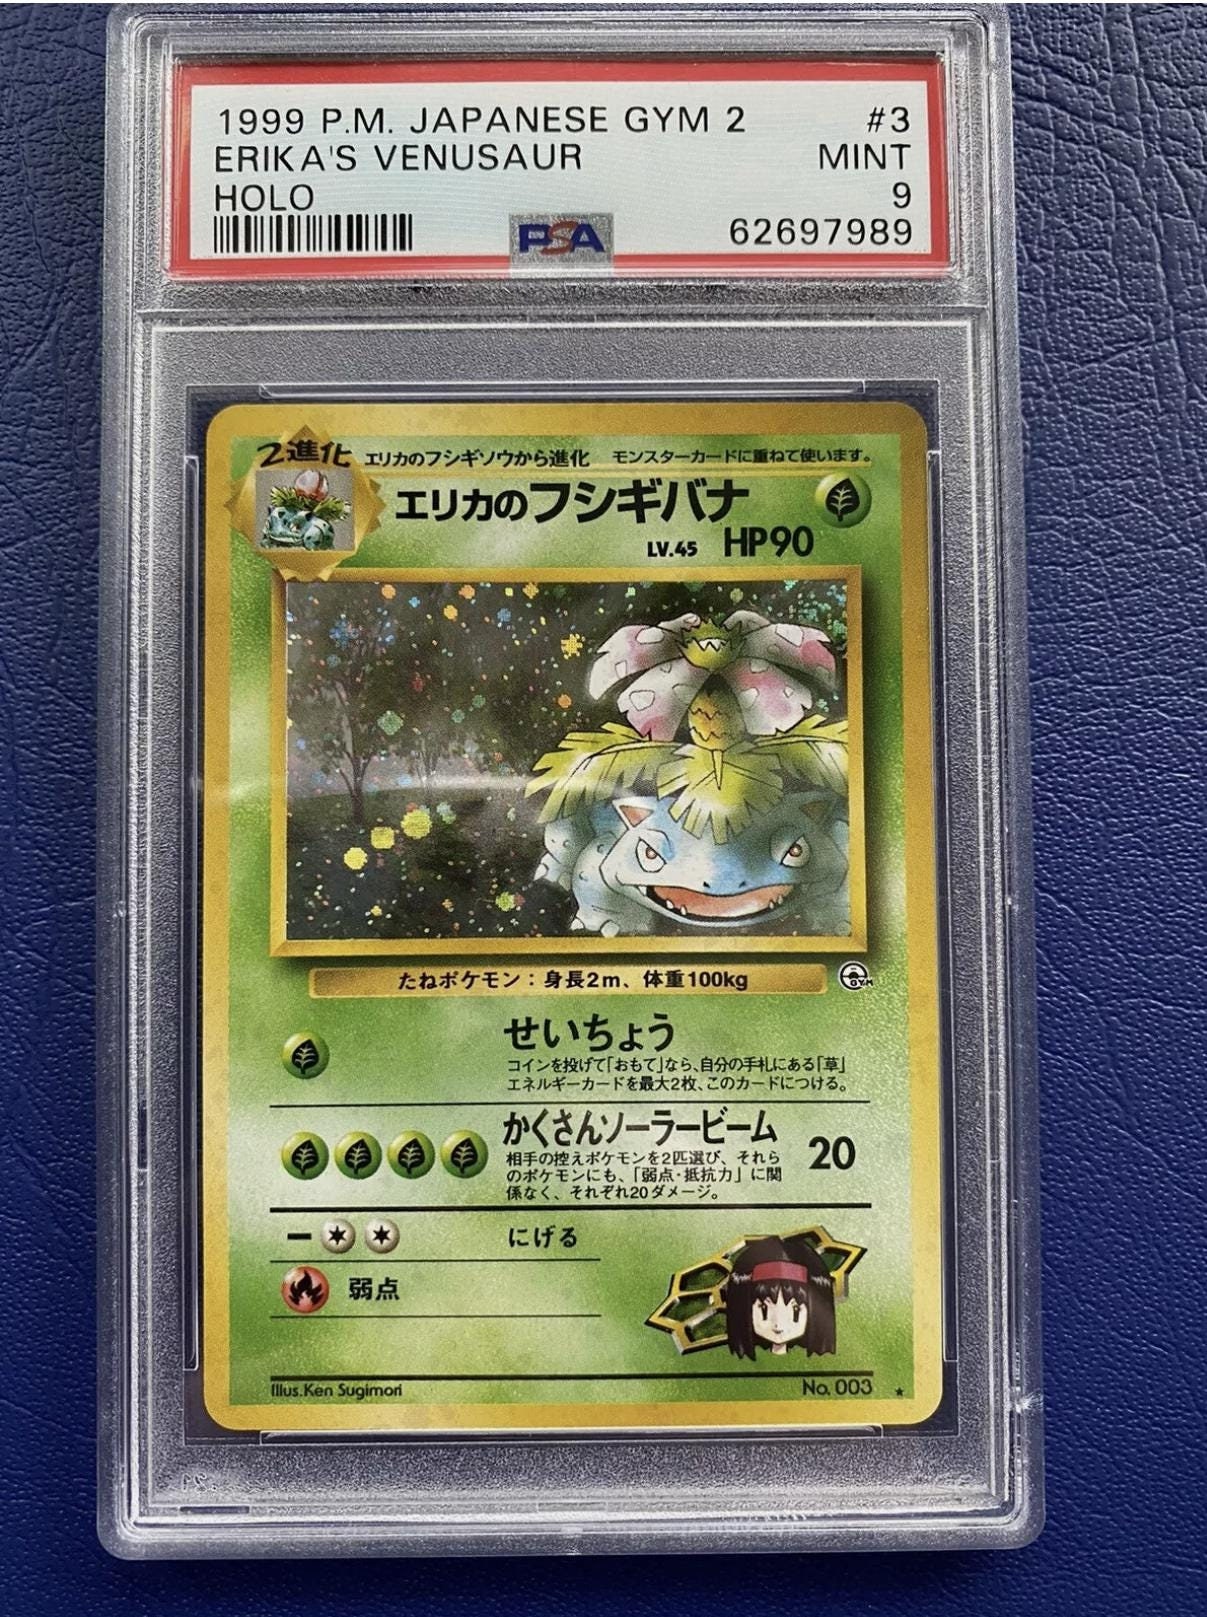 1999 P.M. JAPANESE GYM 2 #3
ERIKA'S VENUSAUR MINT
HOLO 9
PSA 62697989
2進化 エリカのフシギソウから進化 モンスターカードに重ねて使います。
エリカのフシギバナ
LV.45 HP90
たねポケモン：身長2m、体重100kg
GYM
せいちょう
コインを投げて「おもて」なら、自分の手札にある「草」
エネルギーカードを最大2枚、このカードにつける。
かくさんソーラービーム 20
相手の控えポケモンを2匹選び、それら
のポケモンにも、「弱点・抵抗力」に関
係なく、それぞれ20ダメージ。
にげる
弱点
Illus.Ken Sugimori No. 003 ★